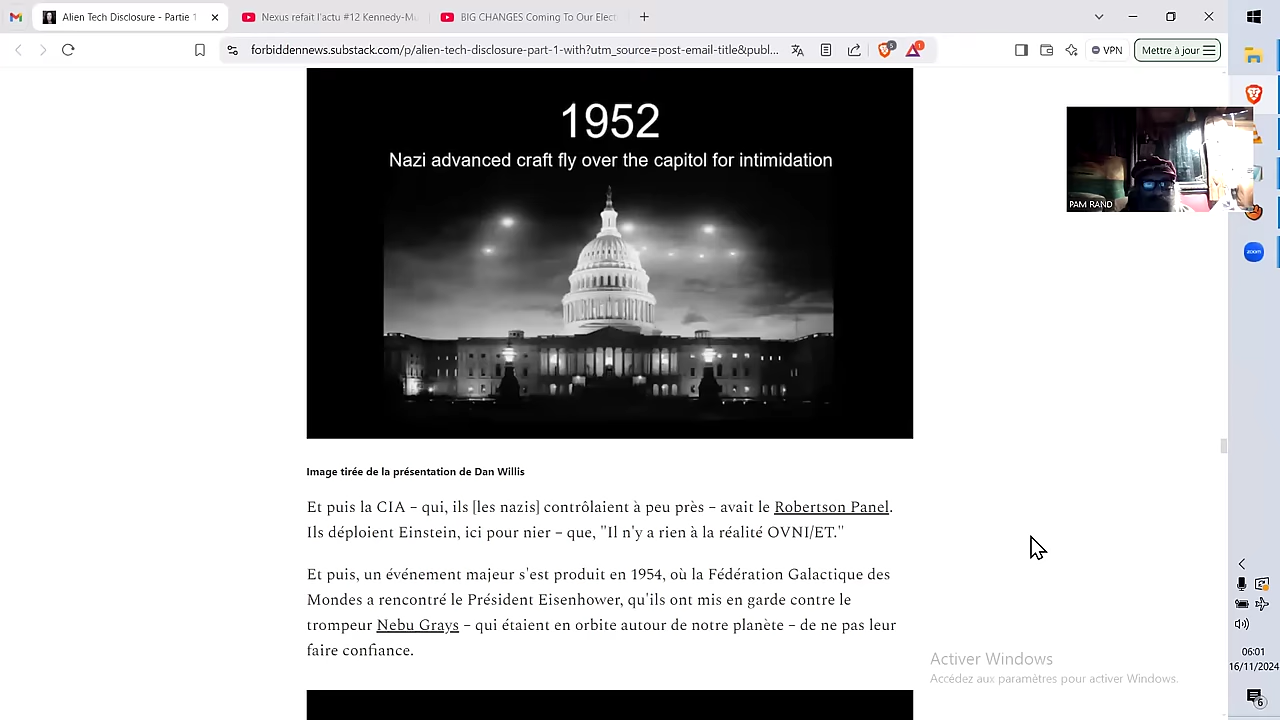 Alien Tech Disclosure - Partie 1
Nexus refait l'actu #12 Kennedy-Mu
BIG CHANGES Coming To Our Elect
forbiddennews.substack.com/p/alien-tech-disclosure-part-1-with?utm_source=post-email-title&publ...
5
1
VPN
Mettre à jour
1952
Nazi advanced craft fly over the capitol for intimidation
PAM RAND
zoom
Image tirée de la présentation de Dan Willis
Et puis la CIA – qui, ils [les nazis] contrôlaient à peu près – avait le Robertson Panel.
Ils déploient Einstein, ici pour nier – que, "Il n'y a rien à la réalité OVNI/ET."
Et puis, un événement majeur s'est produit en 1954, où la Fédération Galactique des
Mondes a rencontré le Président Eisenhower, qu'ils ont mis en garde contre le
trompeur Nebu Grays – qui étaient en orbite autour de notre planète – de ne pas leur
faire confiance.
Activer Windows
Accédez aux paramètres pour activer Windows.
06:01
16/11/2024
6